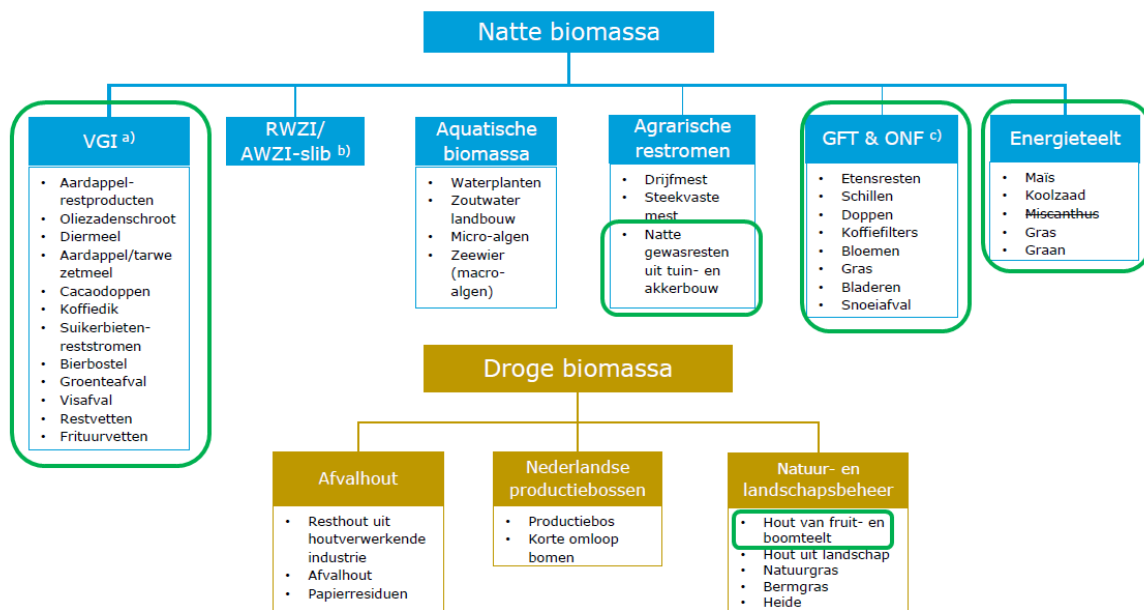 Natte biomassa
VGI a)
• Aardappel-
restproducten
• Oliezadenschroot
• Diermeel
• Aardappel/tarwe
zetmeel
• Cacaodoppen
• Koffiedik
• Suikerbieten-
reststromen
• Bierbostel
• Groenteafval
• Visafval
• Restvetten
• Frituurvetten
RWZI/
AWZI-slib b)
Aquatische
biomassa
• Waterplanten
• Zoutwater
landbouw
• Micro-algen
• Zeewier
(macro-
algen)
Agrarische
restromen
• Drijfmest
• Steekvaste
mest
• Natte
gewasresten
uit tuin- en
akkerbouw
GFT & ONF c)
• Etensresten
• Schillen
• Doppen
• Koffiefilters
• Bloemen
• Gras
• Bladeren
• Snoeiafval
Energieteelt
• Maïs
• Koolzaad
• Miscanthus
• Gras
• Graan
Droge biomassa
Afvalhout
• Resthout uit
houtverwerkende
industrie
• Afvalhout
• Papierresiduen
Nederlandse
productiebossen
• Productiebos
• Korte omloop
bomen
Natuur- en
landschapsbeheer
• Hout van fruit- en
boomteelt
• Hout uit landschap
• Natuurgras
• Bermgras
• Heide